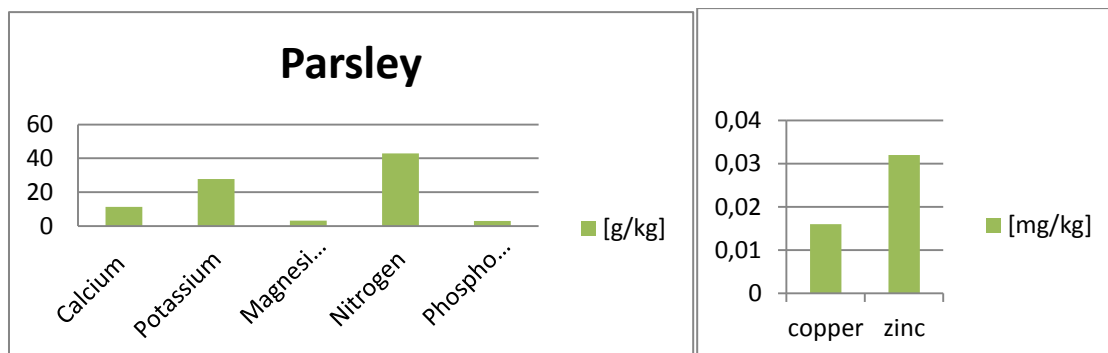 Parsley
60
40
20
0
Calcium
Potassium
Magnesi...
Nitrogen
Phospho...
[g/kg]
0,04
0,03
0,02
0,01
0
copper zinc
[mg/kg]